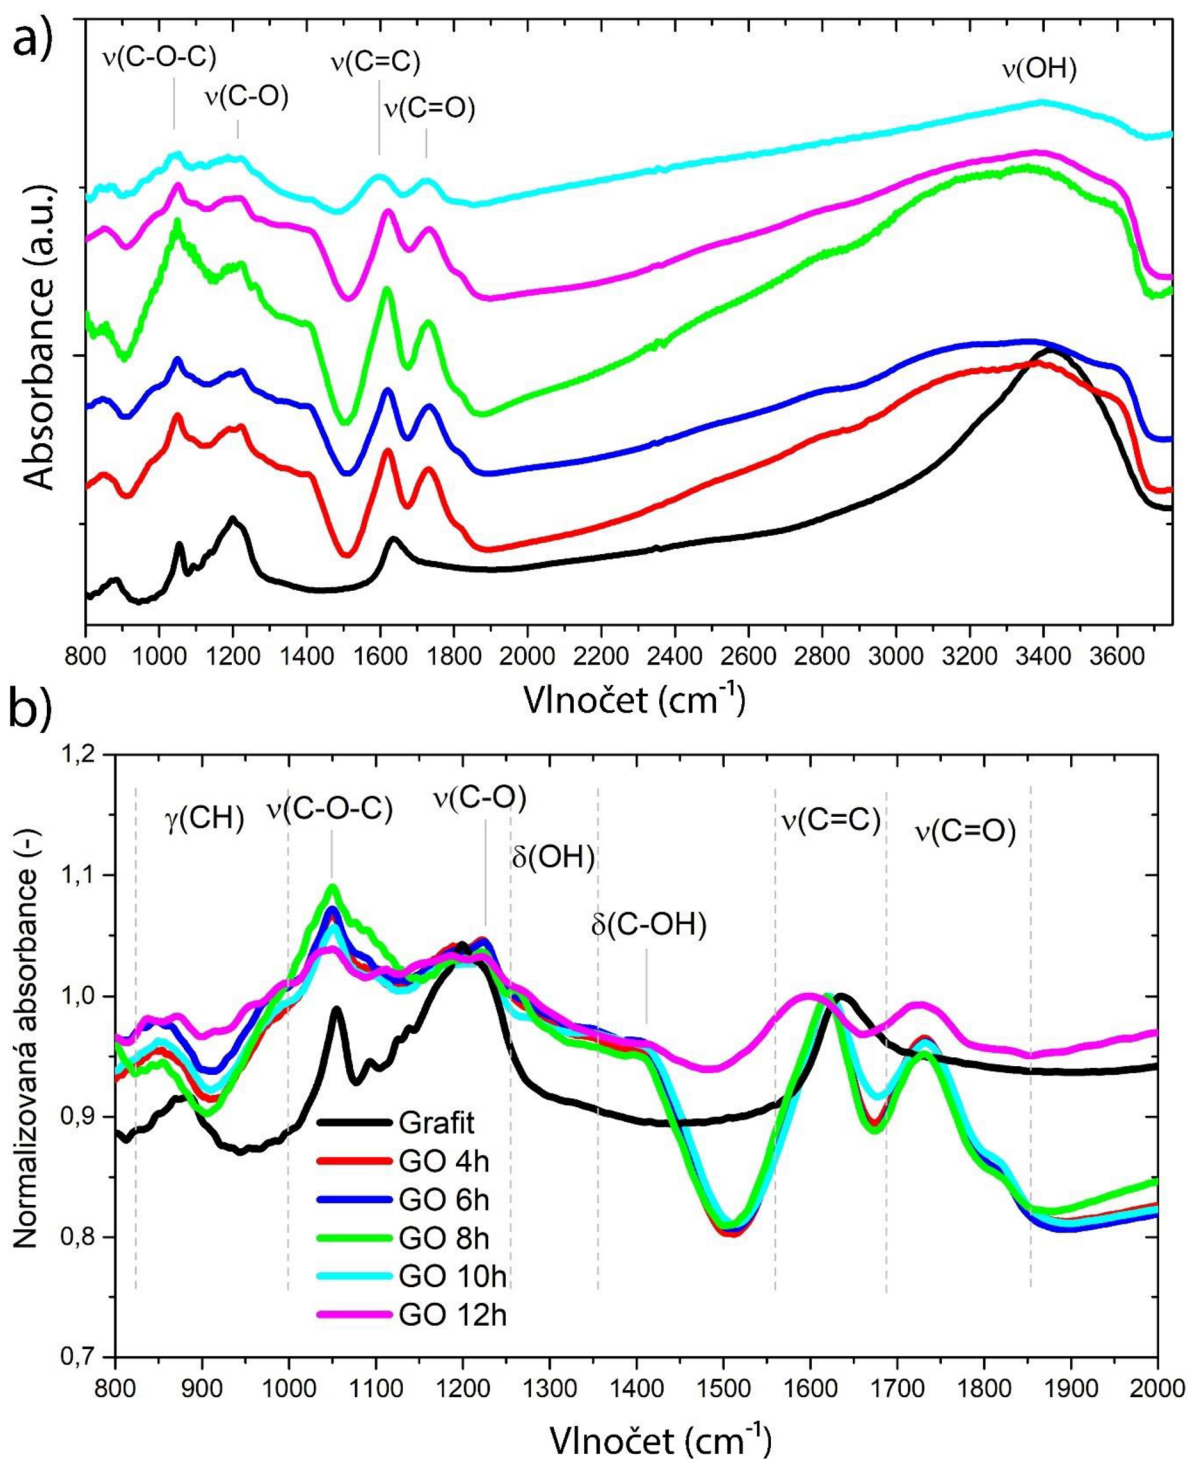 a)
ν(C-O-C)
ν(C-O)
ν(C=C)
ν(C=O)
ν(OH)
Absorbance (a.u.)
800 1000 1200 1400 1600 1800 2000 2200 2400 2600 2800 3000 3200 3400 3600
Vlnočet (cm⁻¹)
b)
1,2
1,1
1,0
0,9
0,8
0,7
Normalizovaná absorbance (-)
γ(CH)
ν(C-O-C)
ν(C-O)
δ(OH)
δ(C-OH)
ν(C=C)
ν(C=O)
Grafit
GO 4h
GO 6h
GO 8h
GO 10h
GO 12h
800 900 1000 1100 1200 1300 1400 1500 1600 1700 1800 1900 2000
Vlnočet (cm⁻¹)